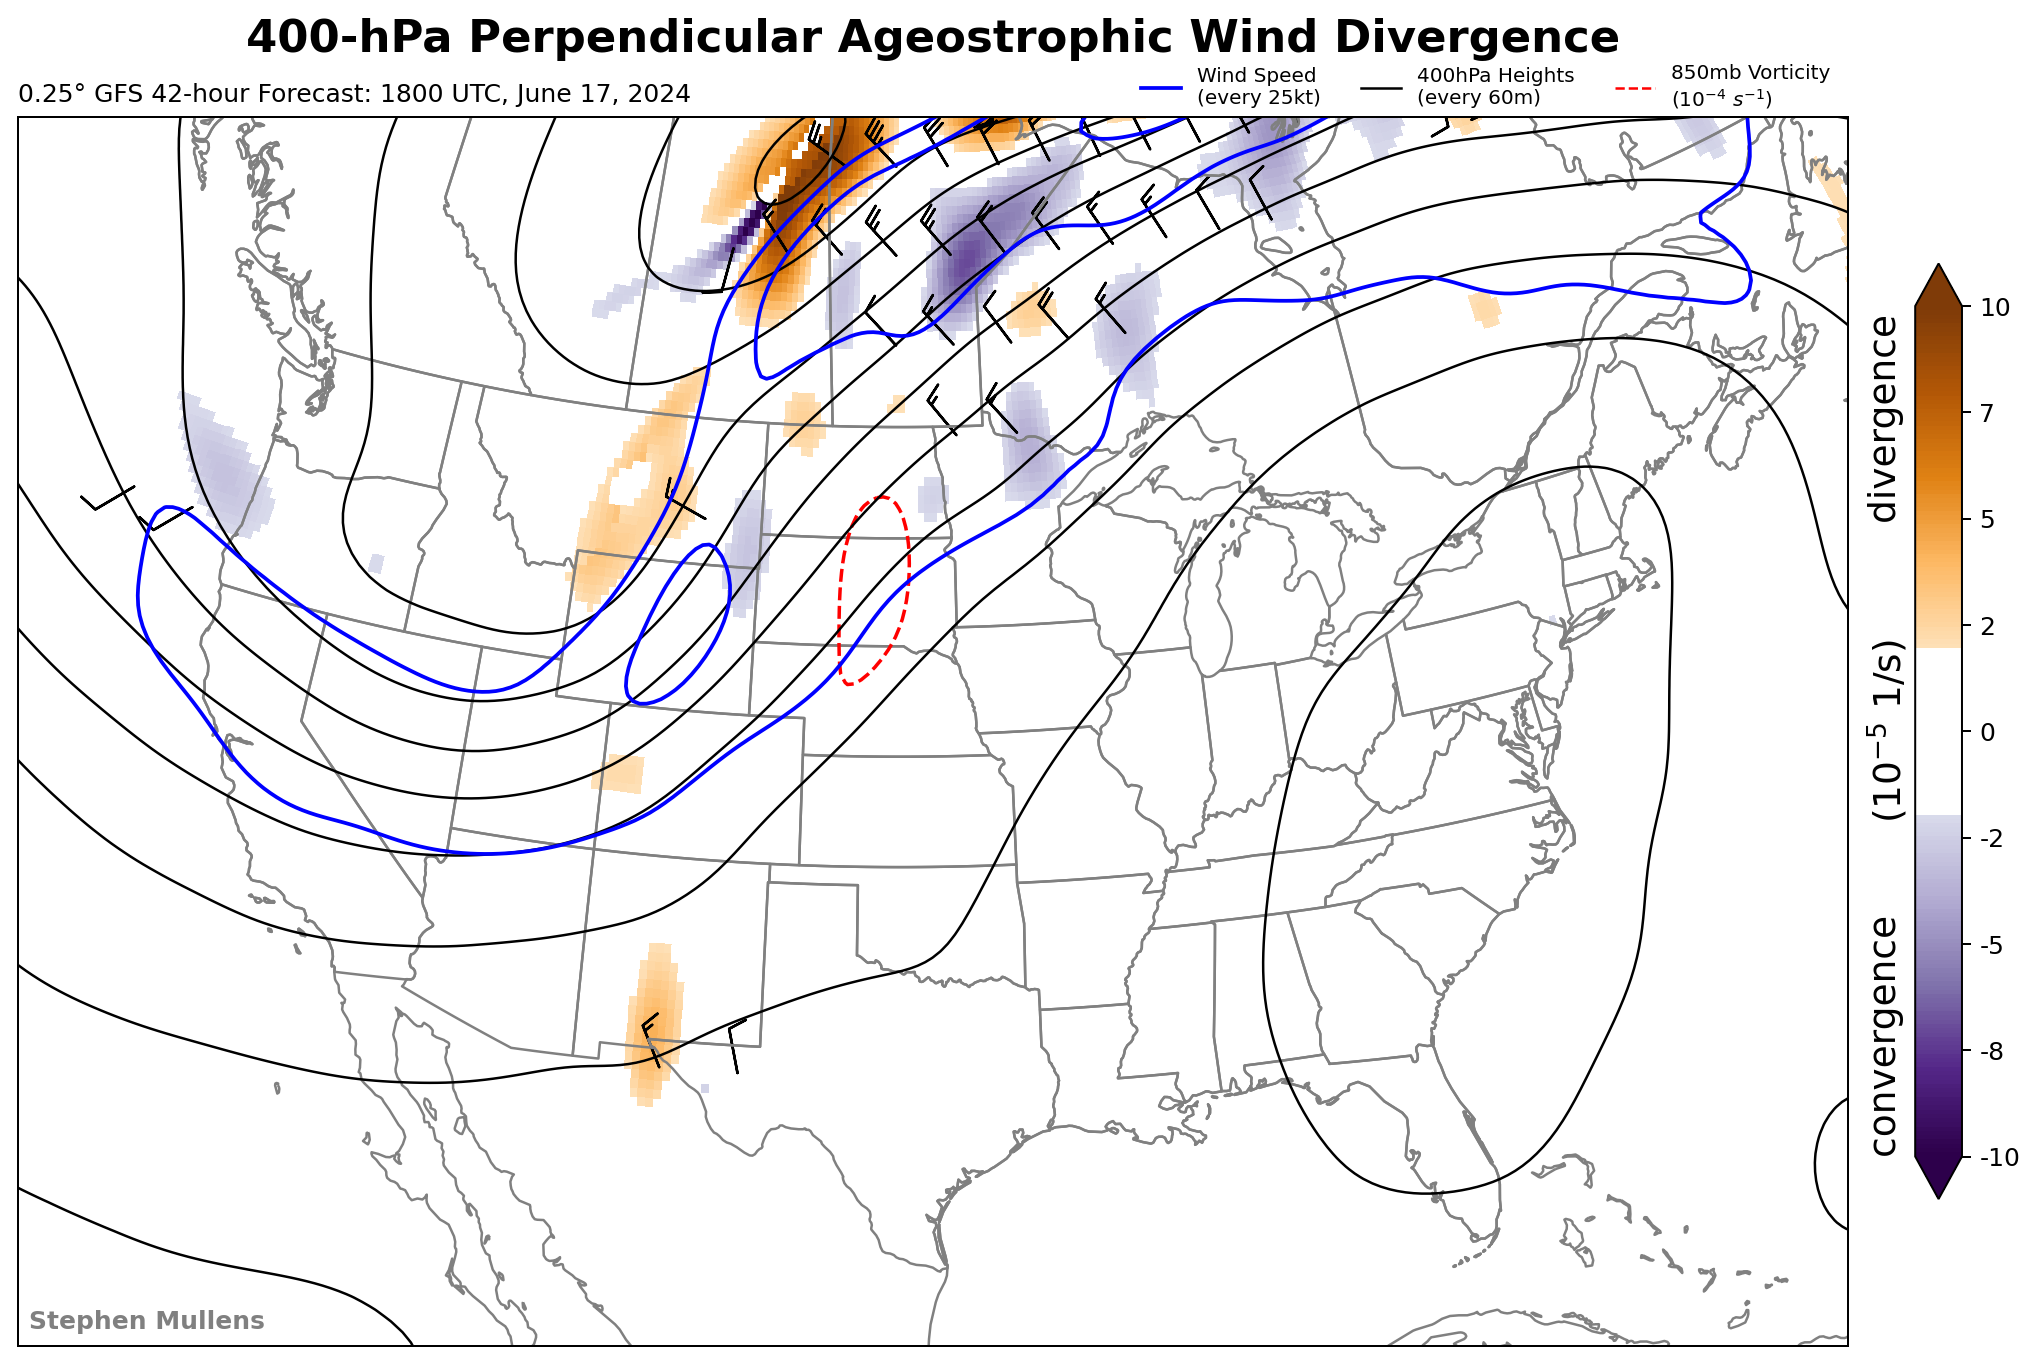 400-hPa Perpendicular Ageostrophic Wind Divergence
0.25° GFS 42-hour Forecast: 1800 UTC, June 17, 2024
Wind Speed
(every 25kt)
400hPa Heights
(every 60m)
850mb Vorticity
(10⁻⁴ s⁻¹)
10
7
5
2
0
-2
-5
-8
-10
convergence (10⁻⁵ 1/s) divergence
Stephen Mullens